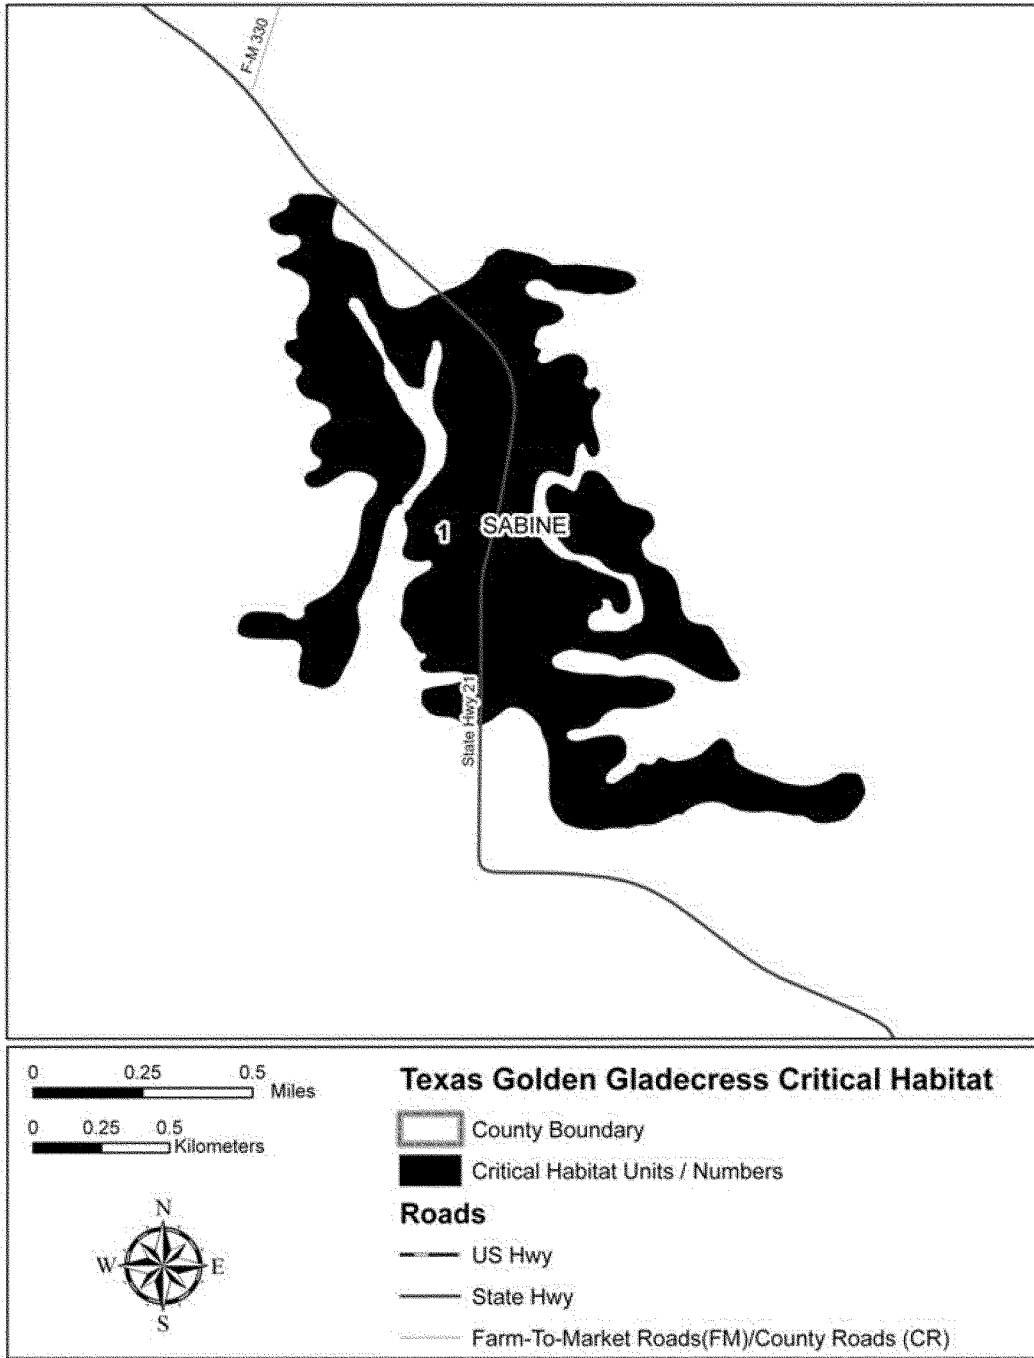 F-M 330
1
SABINE
State Hwy 21
0 0.25 0.5
Miles
0 0.25 0.5
Kilometers
N
W E
S
Texas Golden Gladecress Critical Habitat
County Boundary
Critical Habitat Units / Numbers
Roads
US Hwy
State Hwy
Farm-To-Market Roads(FM)/County Roads (CR)